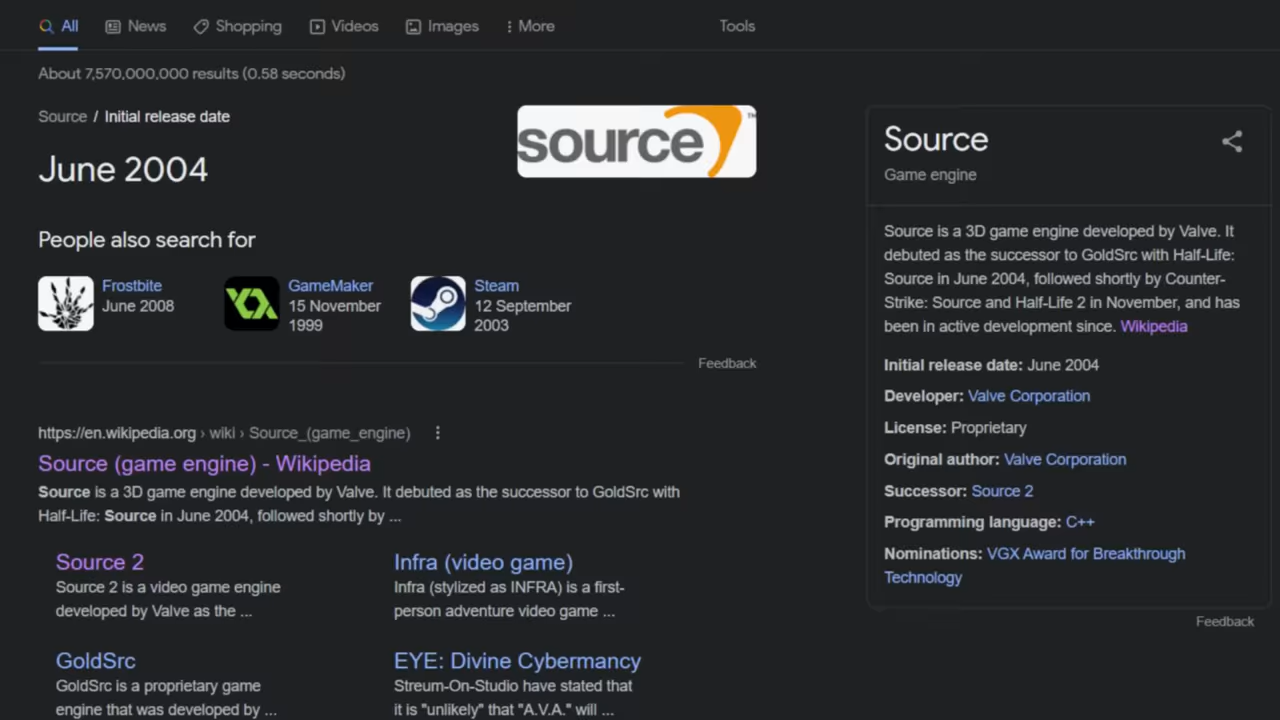 All News Shopping Videos Images More Tools
About 7,570,000,000 results (0.58 seconds)
Source / Initial release date
June 2004
source™
People also search for
Frostbite
June 2008
GameMaker
15 November
1999
Steam
12 September
2003
Feedback
https://en.wikipedia.org › wiki › Source_(game_engine)
Source (game engine) - Wikipedia
Source is a 3D game engine developed by Valve. It debuted as the successor to GoldSrc with
Half-Life: Source in June 2004, followed shortly by ...
Source 2
Source 2 is a video game engine
developed by Valve as the ...
Infra (video game)
Infra (stylized as INFRA) is a first-
person adventure video game ...
GoldSrc
GoldSrc is a proprietary game
engine that was developed by ...
EYE: Divine Cybermancy
Streum-On-Studio have stated that
it is "unlikely" that "A.V.A." will ...
Source
Game engine
Source is a 3D game engine developed by Valve. It
debuted as the successor to GoldSrc with Half-Life:
Source in June 2004, followed shortly by Counter-
Strike: Source and Half-Life 2 in November, and has
been in active development since. Wikipedia
Initial release date: June 2004
Developer: Valve Corporation
License: Proprietary
Original author: Valve Corporation
Successor: Source 2
Programming language: C++
Nominations: VGX Award for Breakthrough
Technology
Feedback